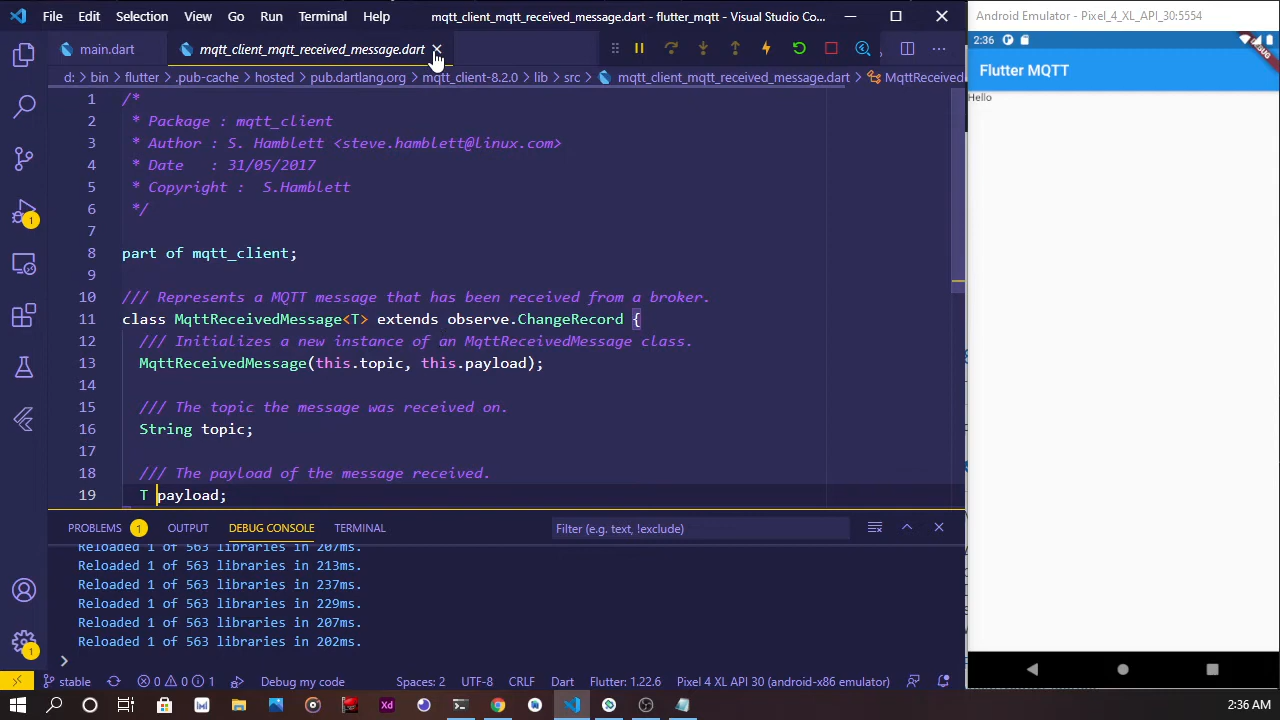 File Edit Selection View Go Run Terminal Help mqtt_client_mqtt_received_message.dart - flutter_mqtt - Visual Studio Co...
main.dart mqtt_client_mqtt_received_message.dart
d: > bin > flutter > .pub-cache > hosted > pub.dartlang.org > mqtt_client-8.2.0 > lib > src > mqtt_client_mqtt_received_message.dart > MqttReceived
1 /*
2 * Package : mqtt_client
3 * Author : S. Hamblett <steve.hamblett@linux.com>
4 * Date : 31/05/2017
5 * Copyright : S.Hamblett
6 */
7
8 part of mqtt_client;
9
10 /// Represents a MQTT message that has been received from a broker.
11 class MqttReceivedMessage<T> extends observe.ChangeRecord {
12 /// Initializes a new instance of an MqttReceivedMessage class.
13 MqttReceivedMessage(this.topic, this.payload);
14
15 /// The topic the message was received on.
16 String topic;
17
18 /// The payload of the message received.
19 T payload;
PROBLEMS 1 OUTPUT DEBUG CONSOLE TERMINAL Filter (e.g. text, !exclude)
Reloaded 1 of 563 libraries in 207ms.
Reloaded 1 of 563 libraries in 213ms.
Reloaded 1 of 563 libraries in 237ms.
Reloaded 1 of 563 libraries in 229ms.
Reloaded 1 of 563 libraries in 207ms.
Reloaded 1 of 563 libraries in 202ms.
1
1
stable 0 0 1 Debug my code Spaces: 2 UTF-8 CRLF Dart Flutter: 1.22.6 Pixel 4 XL API 30 (android-x86 emulator)
Android Emulator - Pixel_4_XL_API_30:5554
2:36
DEBUG
Flutter MQTT
Hello
Xd
2:36 AM